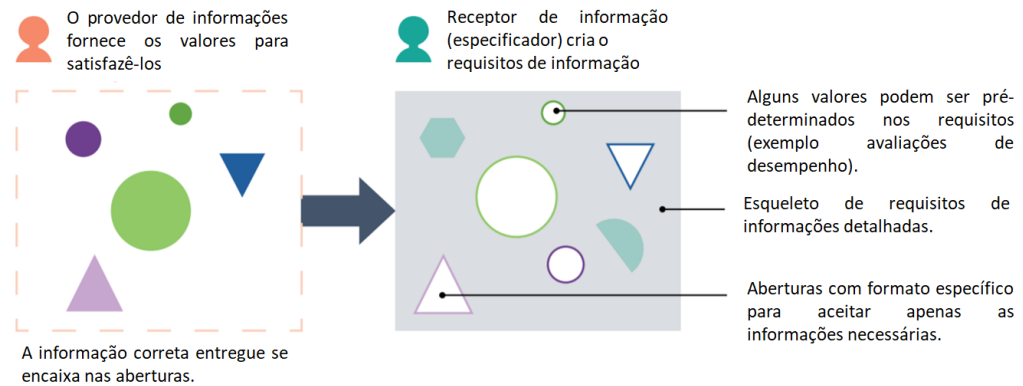 O provedor de informações
fornece os valores para
satisfazê-los
A informação correta entregue se
encaixa nas aberturas.
Receptor de informação
(especificador) cria o
requisitos de informação
Alguns valores podem ser pré-
determinados nos requisitos
(exemplo avaliações de
desempenho).
Esqueleto de requisitos de
informações detalhadas.
Aberturas com formato específico
para aceitar apenas as
informações necessárias.